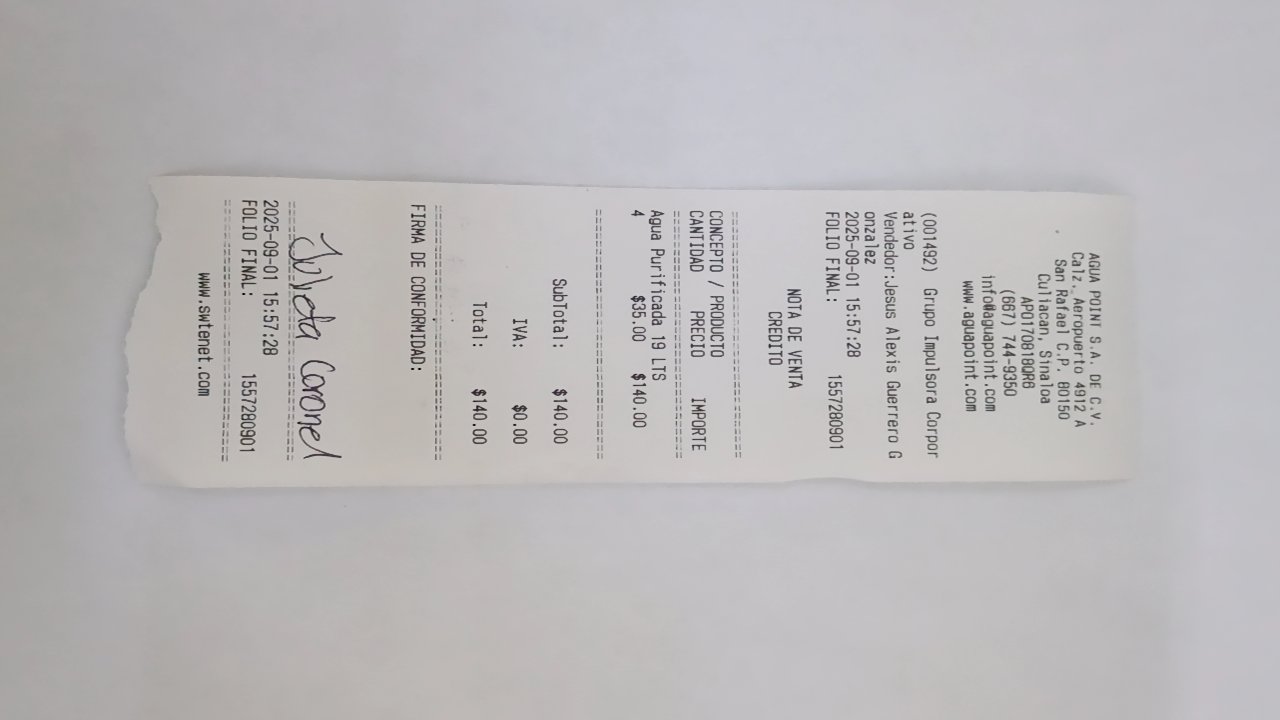 AGUA POINT S.A. DE C.V.
Calz. Aeropuerto 4912 A
San Rafael C.P. 80150
Culiacan, Sinaloa
APO170818QR6
(667) 744-9350
info@aguapoint.com
www.aguapoint.com
(001492) Grupo Impulsora Corpor
ativo
Vendedor:Jesus Alexis Guerrero G
onzalez
2025-09-01 15:57:28
FOLIO FINAL: 1557280901
NOTA DE VENTA
CREDITO
CONCEPTO / PRODUCTO
CANTIDAD PRECIO IMPORTE
Agua Purificada 19 LTS
4 $35.00 $140.00
SubTotal: $140.00
IVA: $0.00
Total: $140.00
FIRMA DE CONFORMIDAD:
Julieta Coronel
2025-09-01 15:57:28
FOLIO FINAL: 1557280901
www.swtenet.com